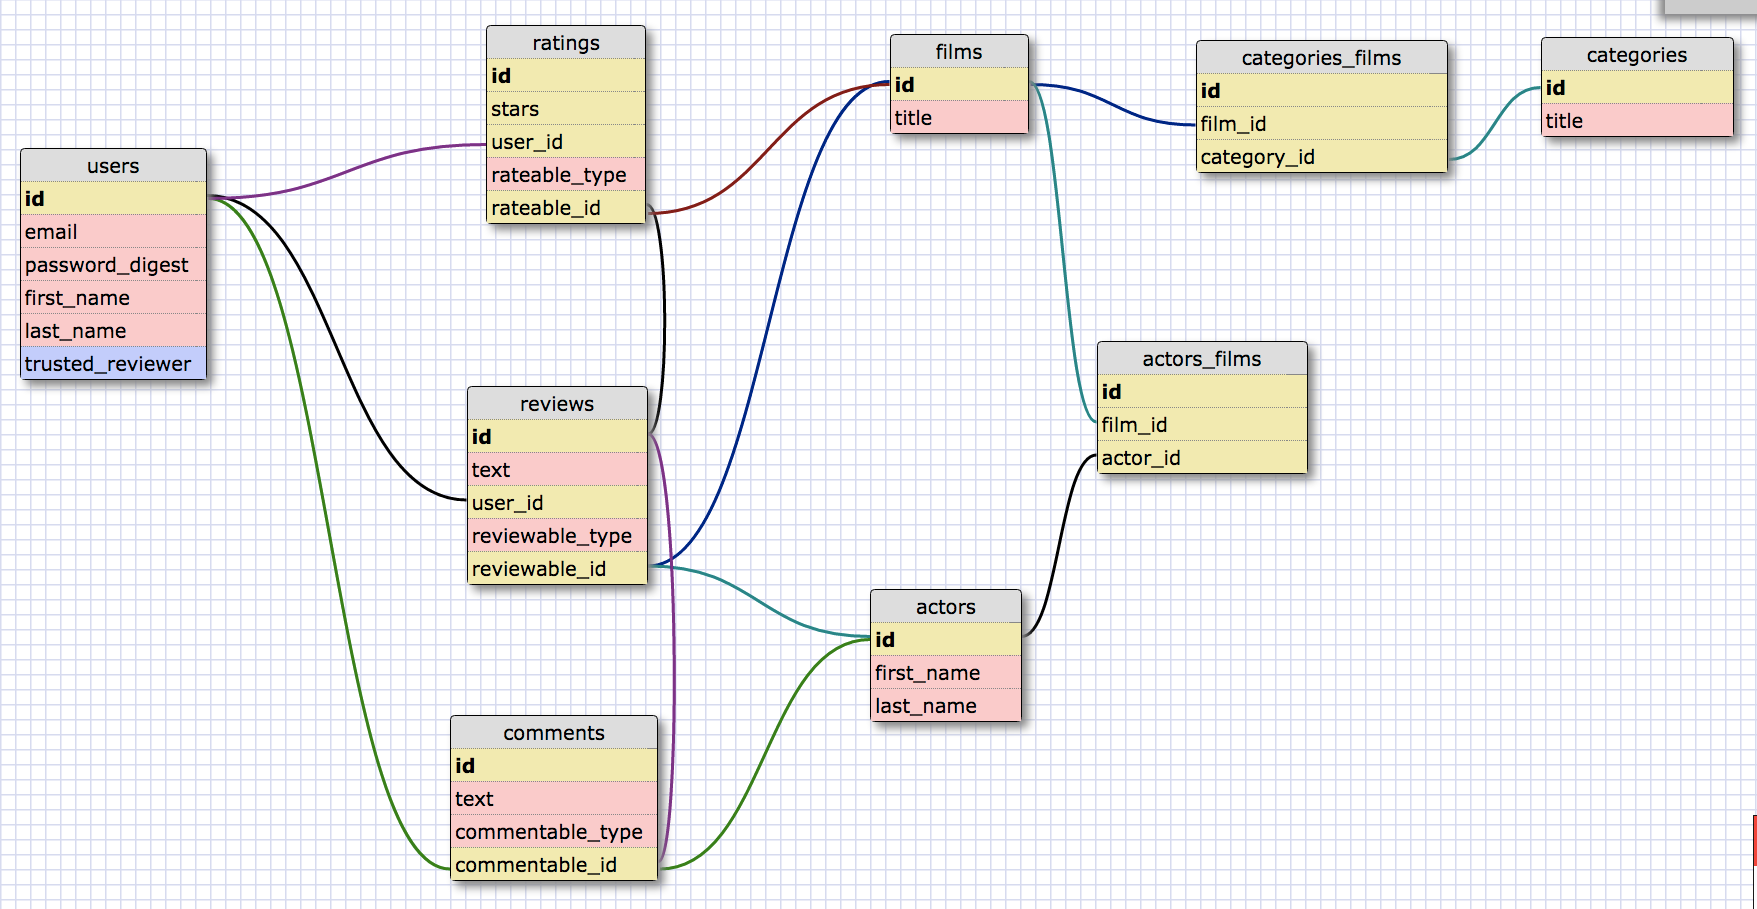 users
id
email
password_digest
first_name
last_name
trusted_reviewer
ratings
id
stars
user_id
rateable_type
rateable_id
reviews
id
text
user_id
reviewable_type
reviewable_id
comments
id
text
commentable_type
commentable_id
films
id
title
actors
id
first_name
last_name
categories_films
id
film_id
category_id
actors_films
id
film_id
actor_id
categories
id
title